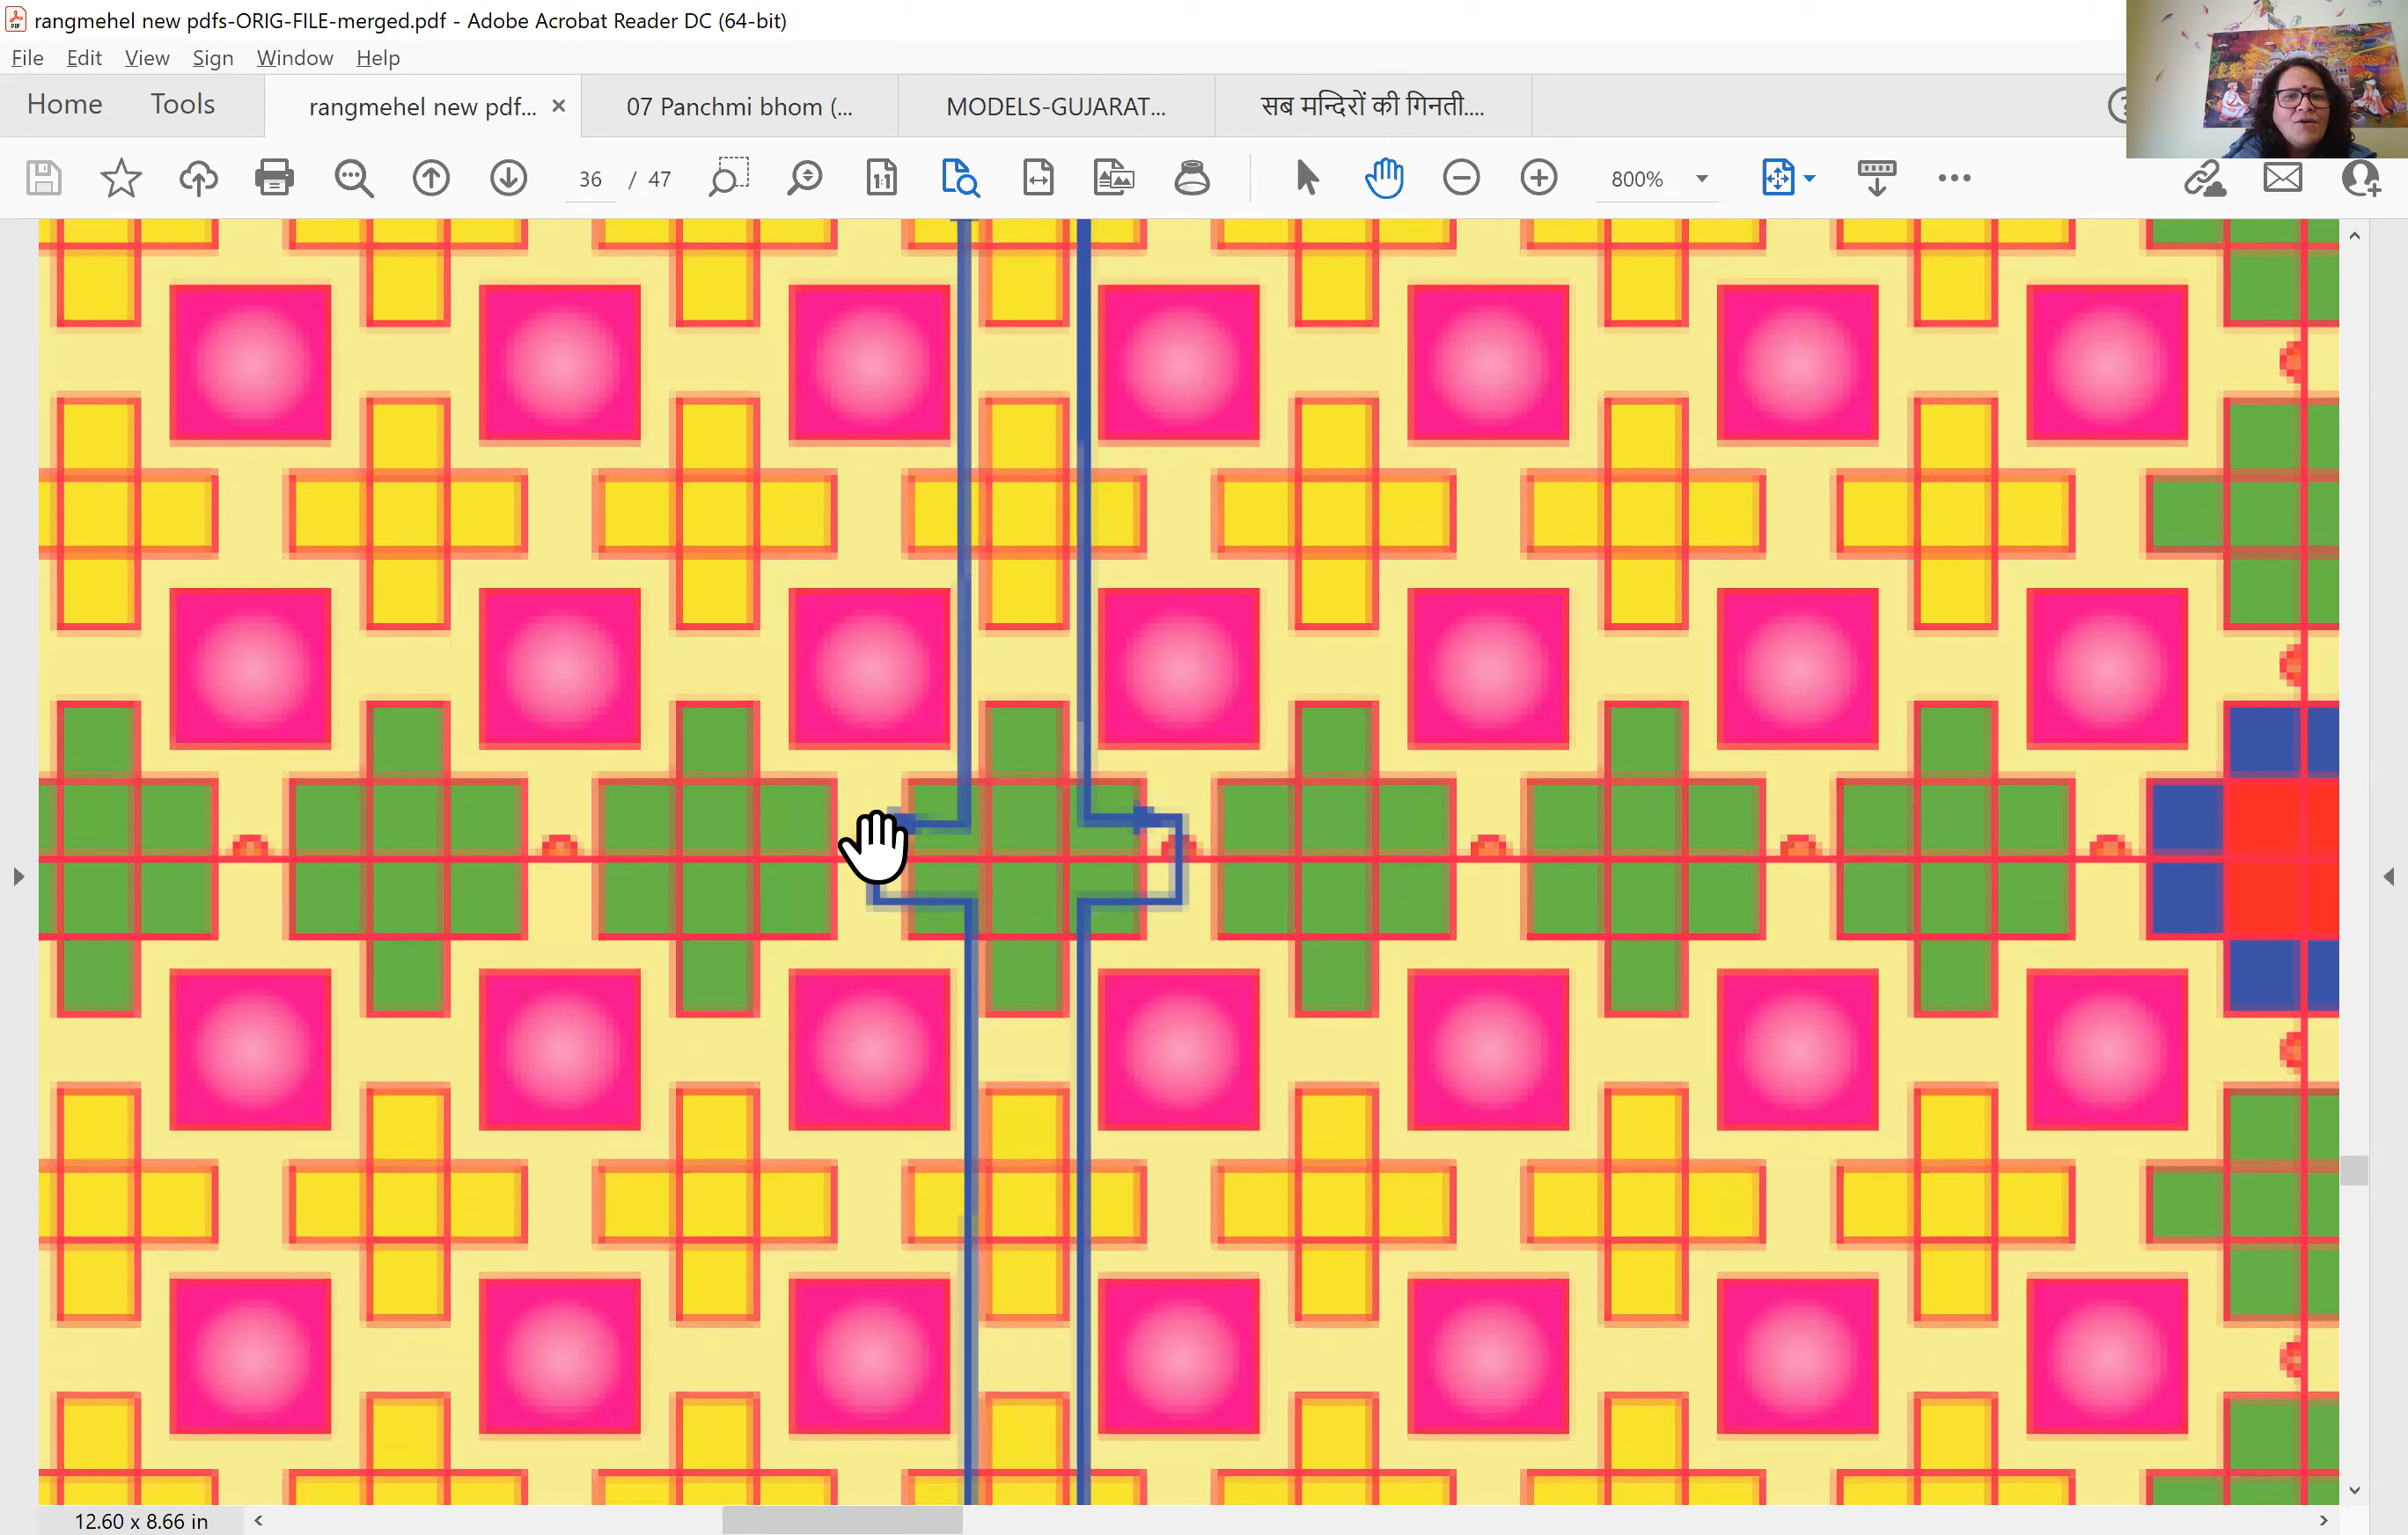 rangmehel new pdfs-ORIG-FILE-merged.pdf - Adobe Acrobat Reader DC (64-bit)
File Edit View Sign Window Help
Home Tools rangmehel new pdf... 07 Panchmi bhom (... MODELS-GUJARAT... सब मन्दिरों की गिनती....
36 / 47 1:1 800%
12.60 x 8.66 in